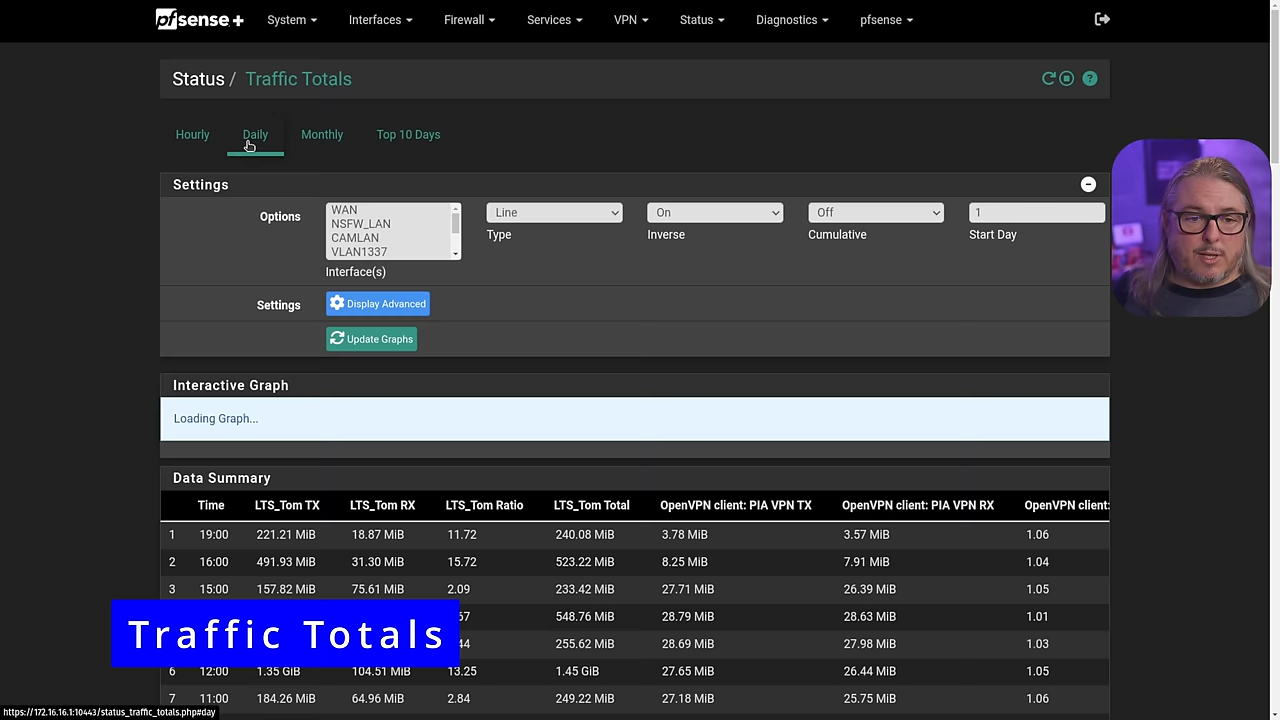 pfsense+ System Interfaces Firewall Services VPN Status Diagnostics pfsense
Status / Traffic Totals
Hourly Daily Monthly Top 10 Days
Settings
Options
WAN
NSFW_LAN
CAMLAN
VLAN1337
Interface(s)
Line
Type
On
Inverse
Off
Cumulative
1
Start Day
Settings
Display Advanced
Update Graphs
Interactive Graph
Loading Graph...
Data Summary
Time LTS_Tom TX LTS_Tom RX LTS_Tom Ratio LTS_Tom Total OpenVPN client: PIA VPN TX OpenVPN client: PIA VPN RX OpenVPN client:
1 19:00 221.21 MiB 18.87 MiB 11.72 240.08 MiB 3.78 MiB 3.57 MiB 1.06
2 16:00 491.93 MiB 31.30 MiB 15.72 523.22 MiB 8.25 MiB 7.91 MiB 1.04
3 15:00 157.82 MiB 75.61 MiB 2.09 233.42 MiB 27.71 MiB 26.39 MiB 1.05
67 548.76 MiB 28.79 MiB 28.63 MiB 1.01
44 255.62 MiB 28.69 MiB 27.98 MiB 1.03
6 12:00 1.35 GiB 104.51 MiB 13.25 1.45 GiB 27.65 MiB 26.44 MiB 1.05
7 11:00 184.26 MiB 64.96 MiB 2.84 249.22 MiB 27.18 MiB 25.75 MiB 1.06
Traffic Totals
https://172.16.16.1:10443/status_traffic_totals.php#day